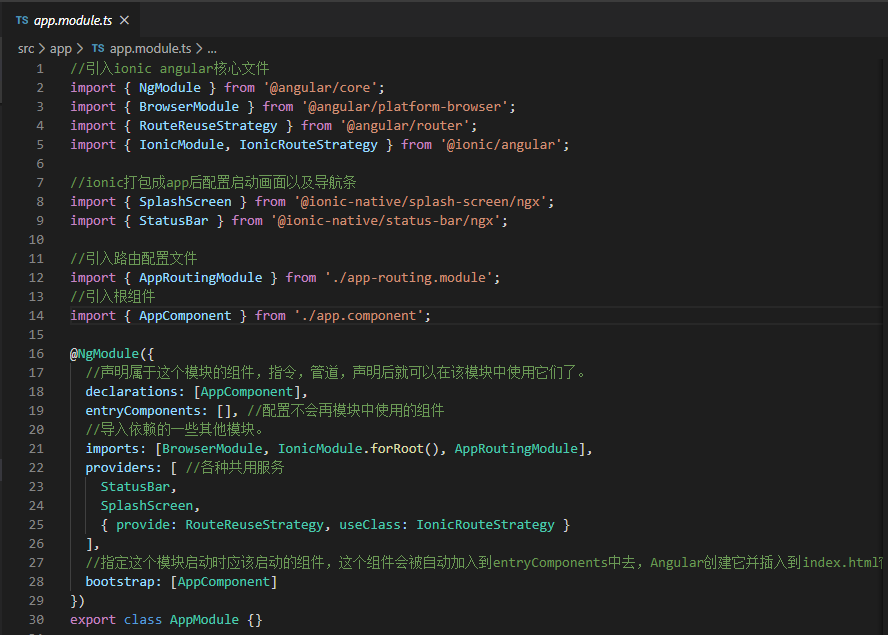 TS app.module.ts ×
src > app > TS app.module.ts > ...
1 //引入ionic angular核心文件
2 import { NgModule } from '@angular/core';
3 import { BrowserModule } from '@angular/platform-browser';
4 import { RouteReuseStrategy } from '@angular/router';
5 import { IonicModule, IonicRouteStrategy } from '@ionic/angular';
6
7 //ionic打包成app后配置启动画面以及导航条
8 import { SplashScreen } from '@ionic-native/splash-screen/ngx';
9 import { StatusBar } from '@ionic-native/status-bar/ngx';
10
11 //引入路由配置文件
12 import { AppRoutingModule } from './app-routing.module';
13 //引入根组件
14 import { AppComponent } from './app.component';
15
16 @NgModule({
17 //声明属于这个模块的组件，指令，管道，声明后就可以在该模块中使用它们了。
18 declarations: [AppComponent],
19 entryComponents: [], //配置不会再模块中使用的组件
20 //导入依赖的一些其他模块。
21 imports: [BrowserModule, IonicModule.forRoot(), AppRoutingModule],
22 providers: [ //各种共用服务
23 StatusBar,
24 SplashScreen,
25 { provide: RouteReuseStrategy, useClass: IonicRouteStrategy }
26 ],
27 //指定这个模块启动时应该启动的组件，这个组件会被自动加入到entryComponents中去，Angular创建它并插入到index.html
28 bootstrap: [AppComponent]
29 })
30 export class AppModule {}